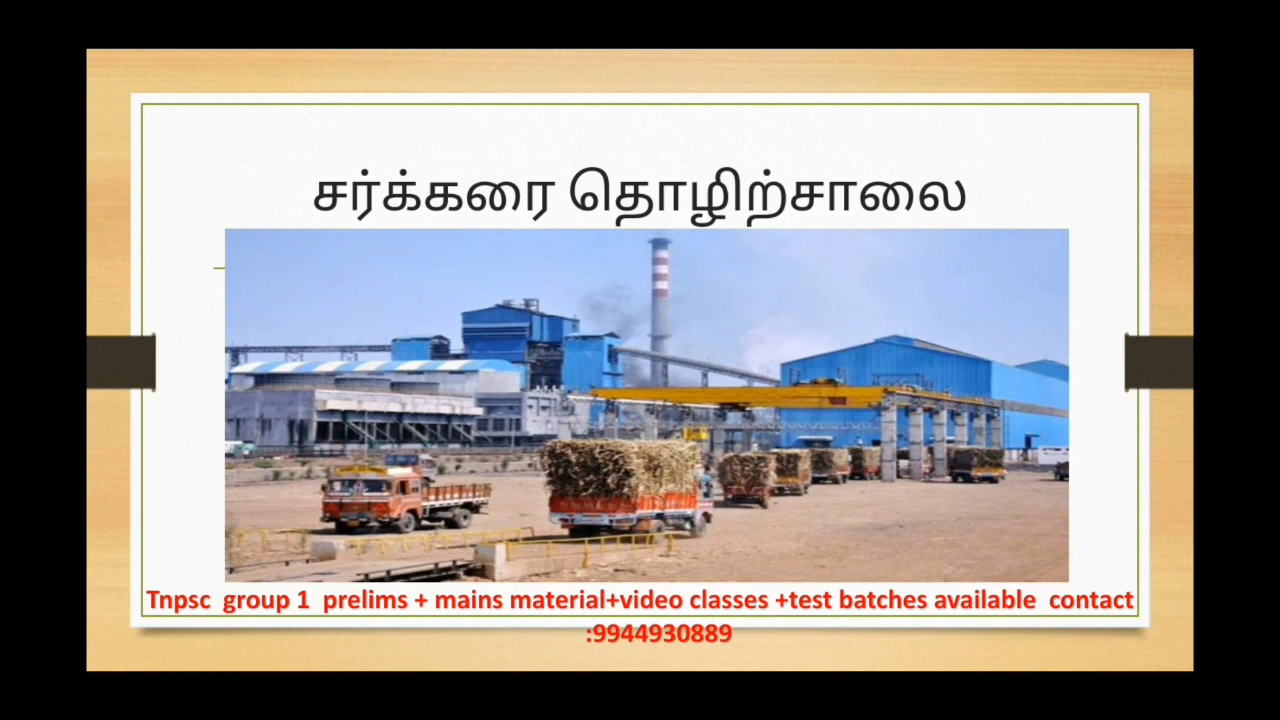 சர்க்கரை தொழிற்சாலை
Tnpsc group 1 prelims + mains material+video classes +test batches available contact
:9944930889